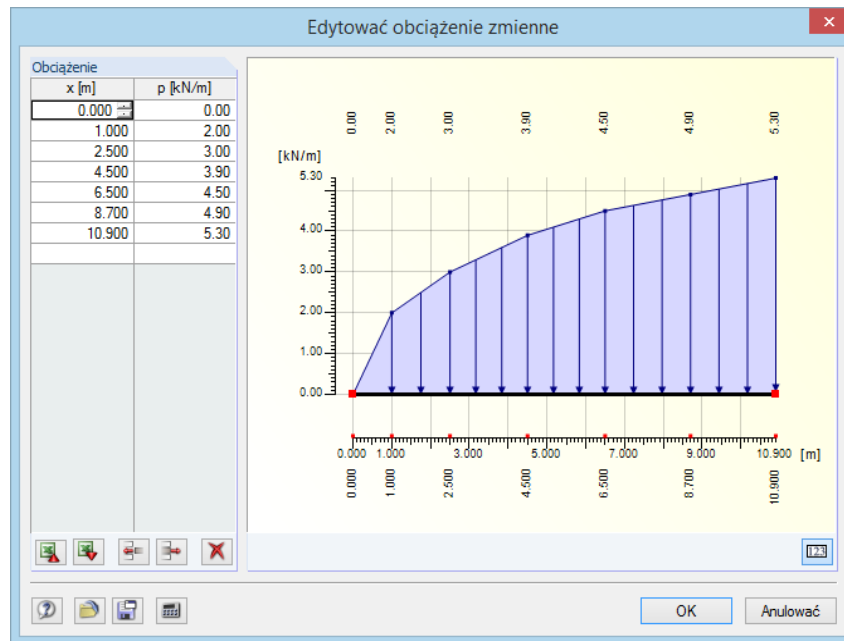 Edytować obciążenie zmienne
×
Obciążenie
x [m] p [kN/m]
0.000 0.00
1.000 2.00
2.500 3.00
4.500 3.90
6.500 4.50
8.700 4.90
10.900 5.30
0.00 2.00 3.00 3.90 4.50 4.90 5.30
[kN/m]
5.30
4.00
3.00
2.00
1.00
0.00
0.000 1.000 3.000 5.000 7.000 9.000 10.900 [m]
0.000 1.000 2.500 4.500 6.500 8.700 10.900
123
OK Anulować